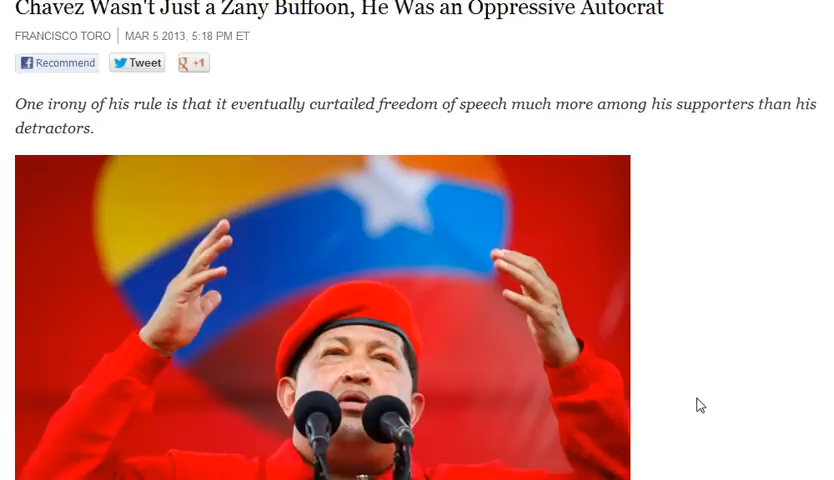 Chavez Wasn't Just a Zany Buffoon, He Was an Oppressive Autocrat
FRANCISCO TORO | MAR 5 2013, 5:18 PM ET
Recommend Tweet +1
One irony of his rule is that it eventually curtailed freedom of speech much more among his supporters than his
detractors.